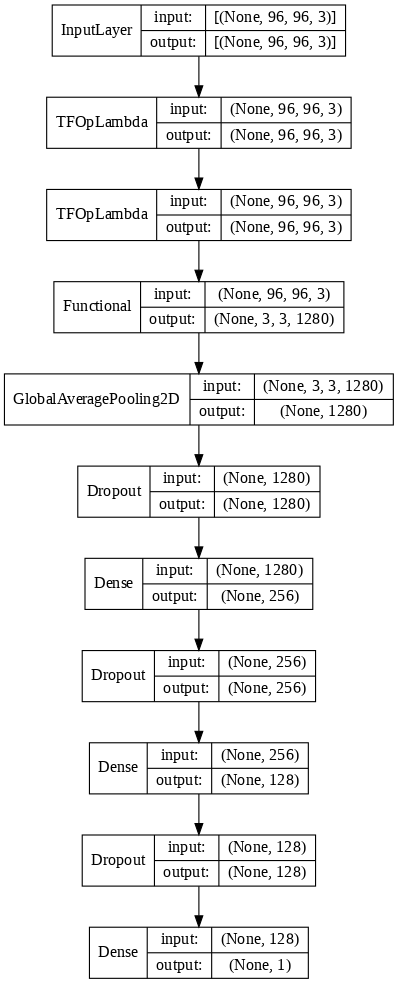 InputLayer input: [(None, 96, 96, 3)]
output: [(None, 96, 96, 3)]
TFOpLambda input: (None, 96, 96, 3)
output: (None, 96, 96, 3)
TFOpLambda input: (None, 96, 96, 3)
output: (None, 96, 96, 3)
Functional input: (None, 96, 96, 3)
output: (None, 3, 3, 1280)
GlobalAveragePooling2D input: (None, 3, 3, 1280)
output: (None, 1280)
Dropout input: (None, 1280)
output: (None, 1280)
Dense input: (None, 1280)
output: (None, 256)
Dropout input: (None, 256)
output: (None, 256)
Dense input: (None, 256)
output: (None, 128)
Dropout input: (None, 128)
output: (None, 128)
Dense input: (None, 128)
output: (None, 1)